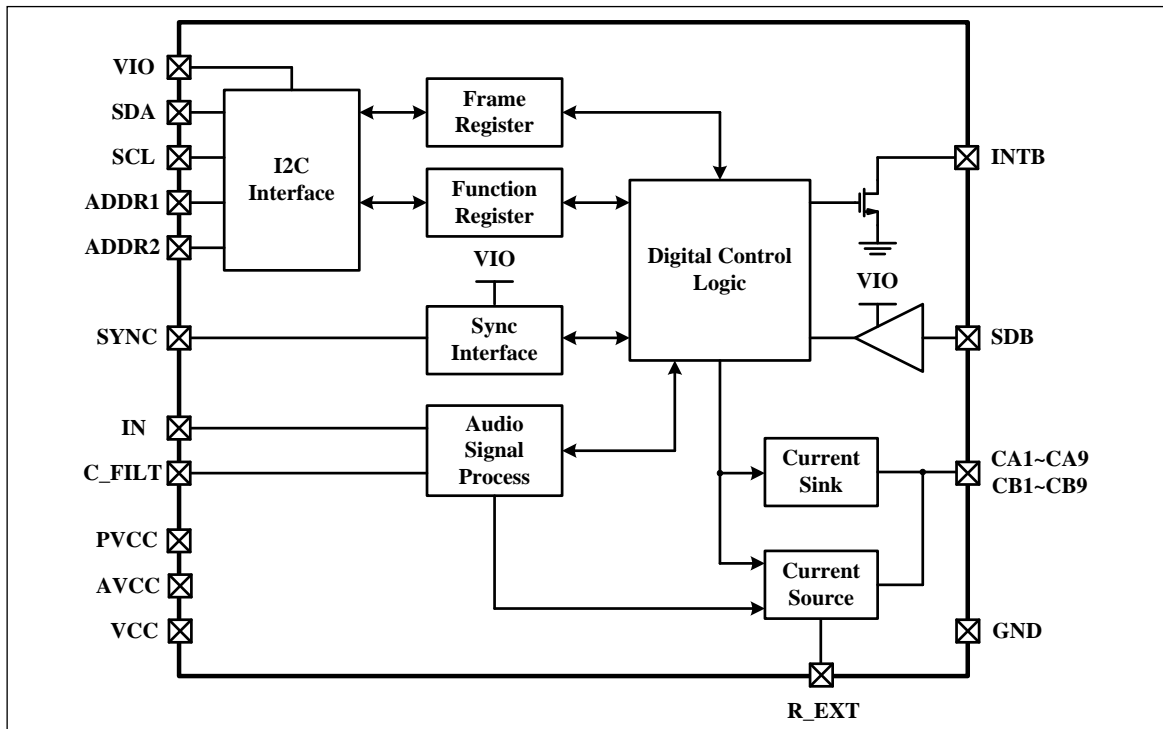 VIO
SDA
SCL
ADDR1
ADDR2
SYNC
IN
C_FILT
PVCC
AVCC
VCC
I2C
Interface
Frame
Register
Function
Register
VIO
Sync
Interface
Audio
Signal
Process
Digital Control
Logic
VIO
Current
Sink
Current
Source
INTB
SDB
CA1~CA9
CB1~CB9
GND
R_EXT